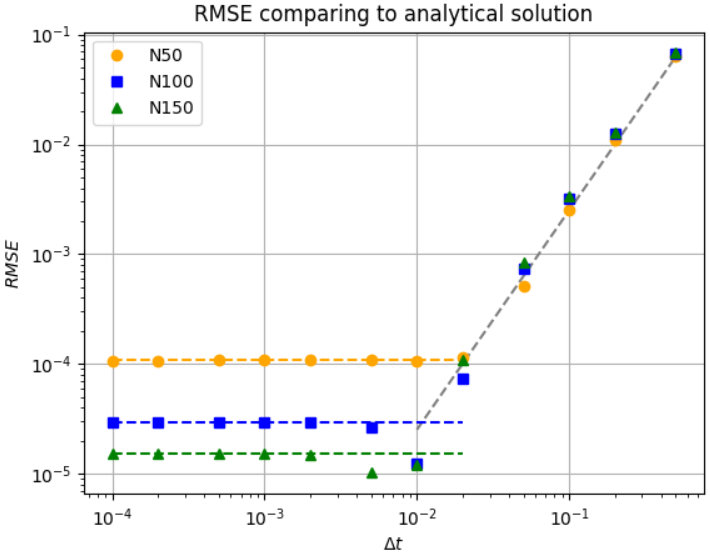 RMSE comparing to analytical solution
N50
N100
N150
10⁻¹
10⁻²
10⁻³
10⁻⁴
10⁻⁵
RMSE
10⁻⁴ 10⁻³ 10⁻² 10⁻¹
Δt